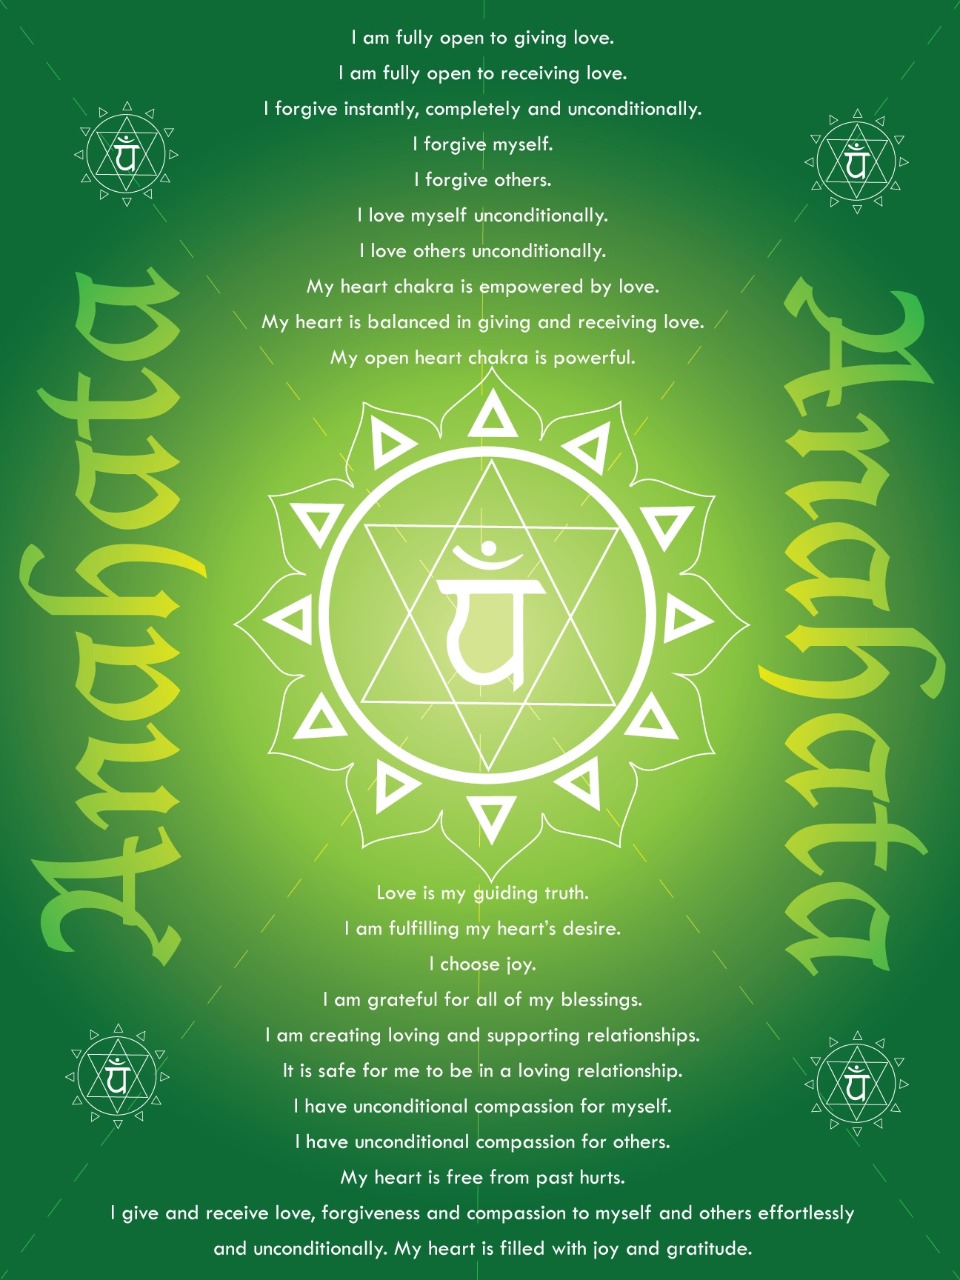 I am fully open to giving love.
I am fully open to receiving love.
I forgive instantly, completely and unconditionally.
I forgive myself.
I forgive others.
I love myself unconditionally.
I love others unconditionally.
My heart chakra is empowered by love.
My heart is balanced in giving and receiving love.
My open heart chakra is powerful.
यं
यं
Anahata
यं
Anahata
Love is my guiding truth.
I am fulfilling my heart's desire.
I choose joy.
I am grateful for all of my blessings.
I am creating loving and supporting relationships.
It is safe for me to be in a loving relationship.
I have unconditional compassion for myself.
I have unconditional compassion for others.
My heart is free from past hurts.
I give and receive love, forgiveness and compassion to myself and others effortlessly
and unconditionally. My heart is filled with joy and gratitude.
यं
यं